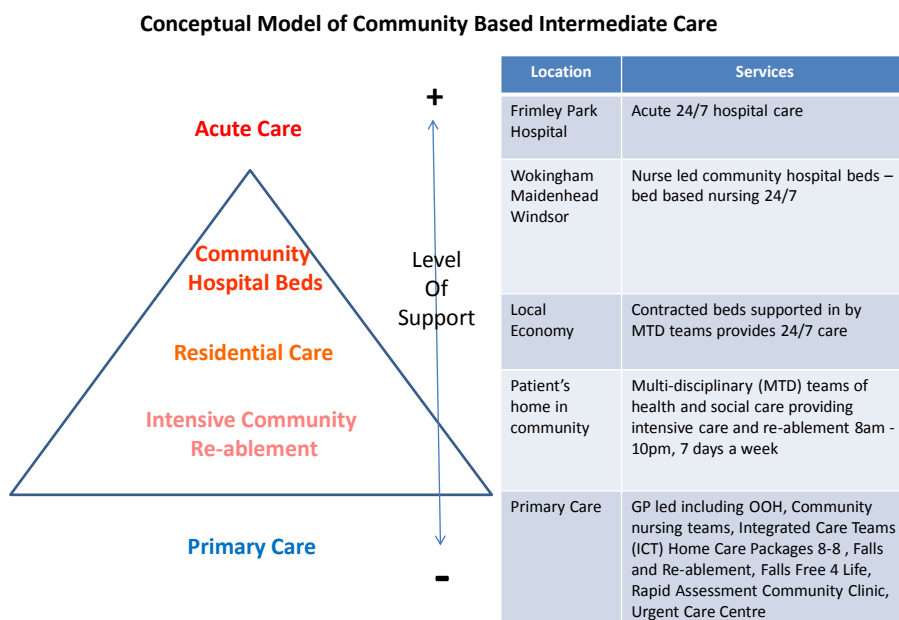 Conceptual Model of Community Based Intermediate Care
+
Acute Care
Community
Hospital Beds
Residential Care
Intensive Community
Re-ablement
Primary Care
Level
Of
Support
-
Location
Services
Frimley Park
Hospital
Acute 24/7 hospital care
Wokingham
Maidenhead
Windsor
Nurse led community hospital beds –
bed based nursing 24/7
Local
Economy
Contracted beds supported in by
MTD teams provides 24/7 care
Patient’s
home in
community
Multi-disciplinary (MTD) teams of
health and social care providing
intensive care and re-ablement 8am -
10pm, 7 days a week
Primary Care
GP led including OOH, Community
nursing teams, Integrated Care Teams
(ICT) Home Care Packages 8-8 , Falls
and Re-ablement, Falls Free 4 Life,
Rapid Assessment Community Clinic,
Urgent Care Centre